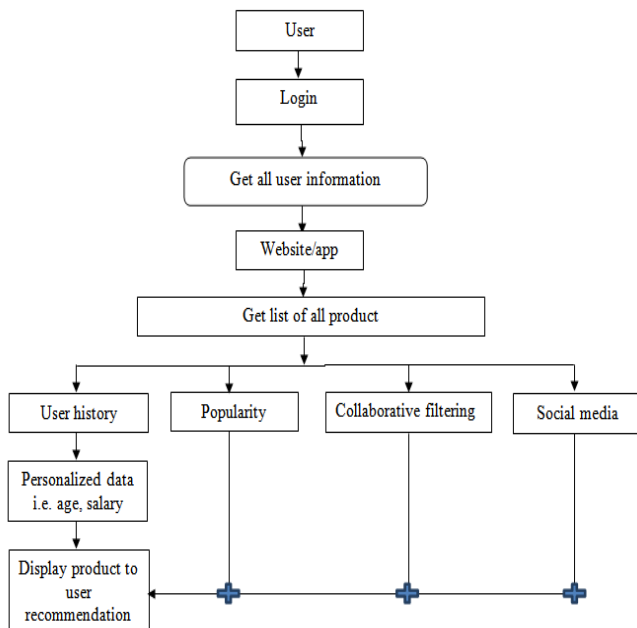 User
Login
Get all user information
Website/app
Get list of all product
User history
Popularity
Collaborative filtering
Social media
Personalized data
i.e. age, salary
Display product to
user
recommendation